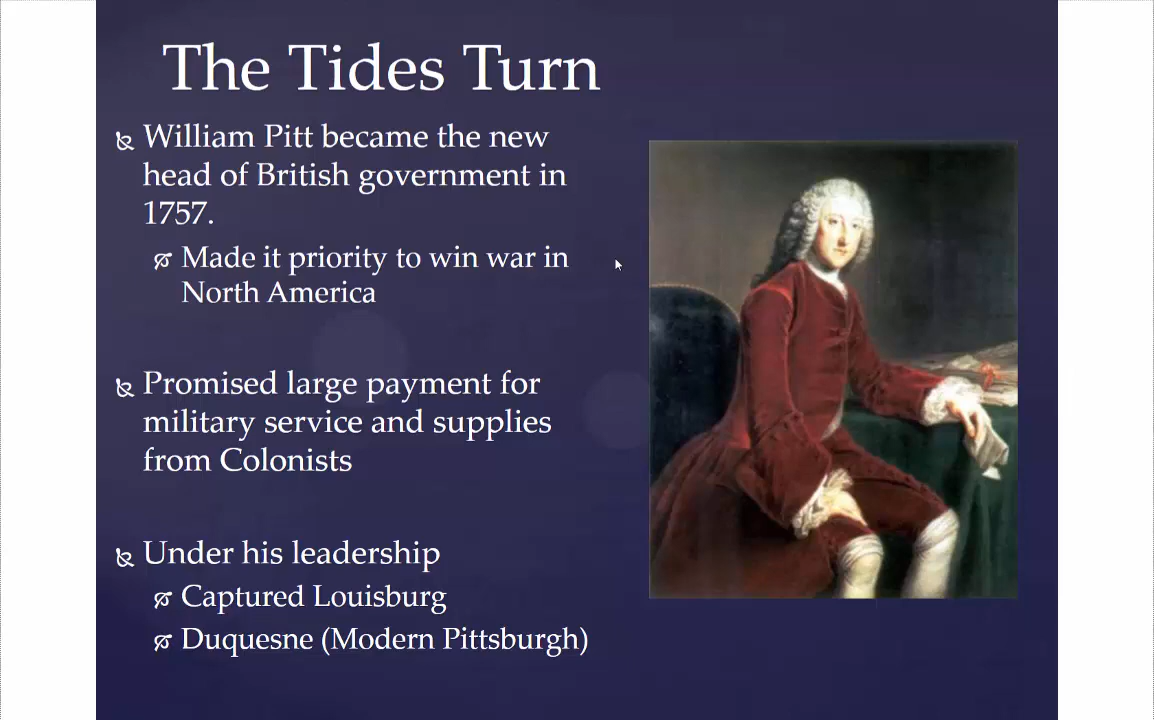 The Tides Turn
William Pitt became the new
head of British government in
1757.
Made it priority to win war in
North America
Promised large payment for
military service and supplies
from Colonists
Under his leadership
Captured Louisburg
Duquesne (Modern Pittsburgh)